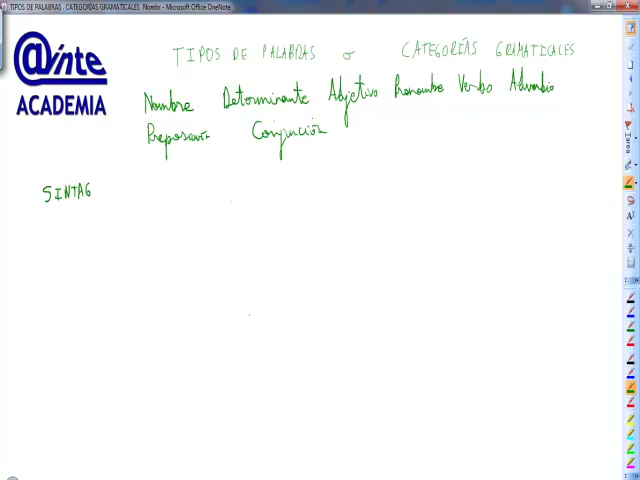 TIPOS DE PALABRAS . CATEGORÍAS GRAMATICALES. Nombr - Microsoft Office OneNote
@inte
ACADEMIA
TIPOS DE PALABRAS o CATEGORÍAS GRAMATICALES
Nombre Determinante Adjetivo Pronombre Verbo Adverbio
Preposición Conjunción
SINTAG
Tarea